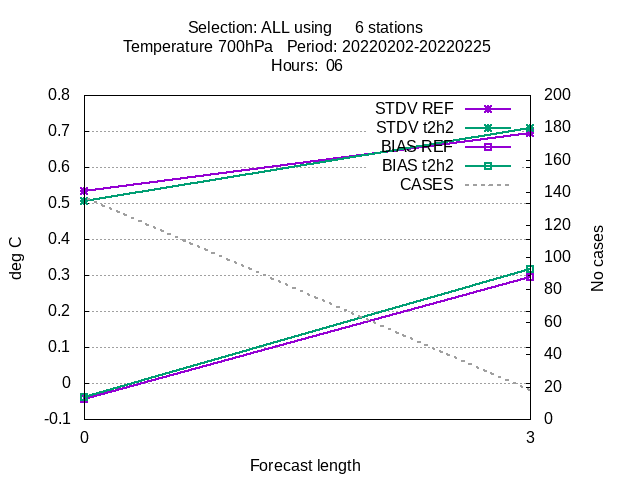 Selection: ALL using 6 stations
Temperature 700hPa Period: 20220202-20220225
Hours: 06
0.8
0.7
0.6
0.5
0.4
0.3
0.2
0.1
0
-0.1
200
180
160
140
120
100
80
60
40
20
0
STDV REF
STDV t2h2
BIAS REF
BIAS t2h2
CASES
deg C
No cases
0
3
Forecast length